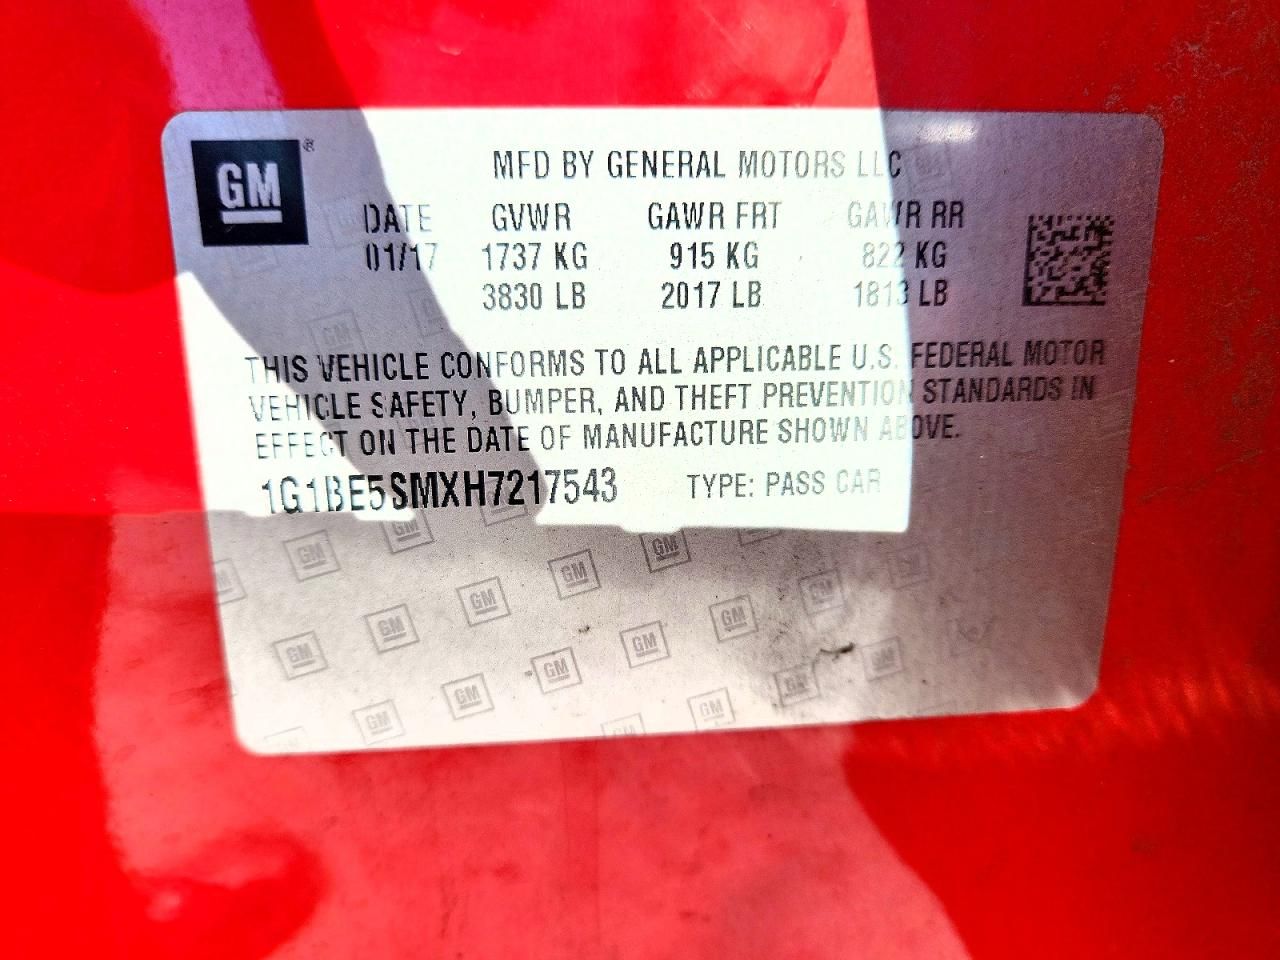 GM®
MFD BY GENERAL MOTORS LLC
DATE GVWR GAWR FRT GAWR RR
01/17 1737 KG 915 KG 822 KG
3830 LB 2017 LB 1813 LB
THIS VEHICLE CONFORMS TO ALL APPLICABLE U.S. FEDERAL MOTOR
VEHICLE SAFETY, BUMPER, AND THEFT PREVENTION STANDARDS IN
EFFECT ON THE DATE OF MANUFACTURE SHOWN ABOVE.
1G1BE5SMXH7217543 TYPE: PASS CAR